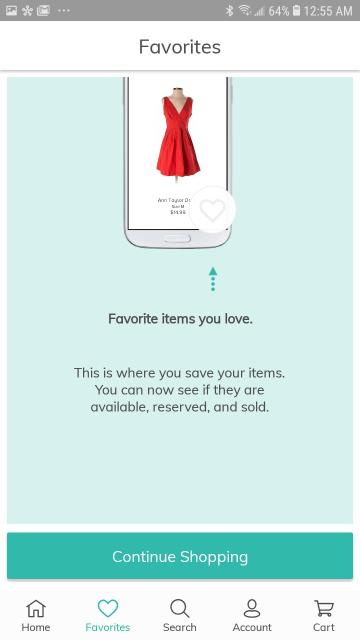 64% 12:55 AM
Favorites
Ann Taylor
Size M
$14.99
Favorite items you love.
This is where you save your items.
You can now see if they are
available, reserved, and sold.
Continue Shopping
Home Favorites Search Account Cart